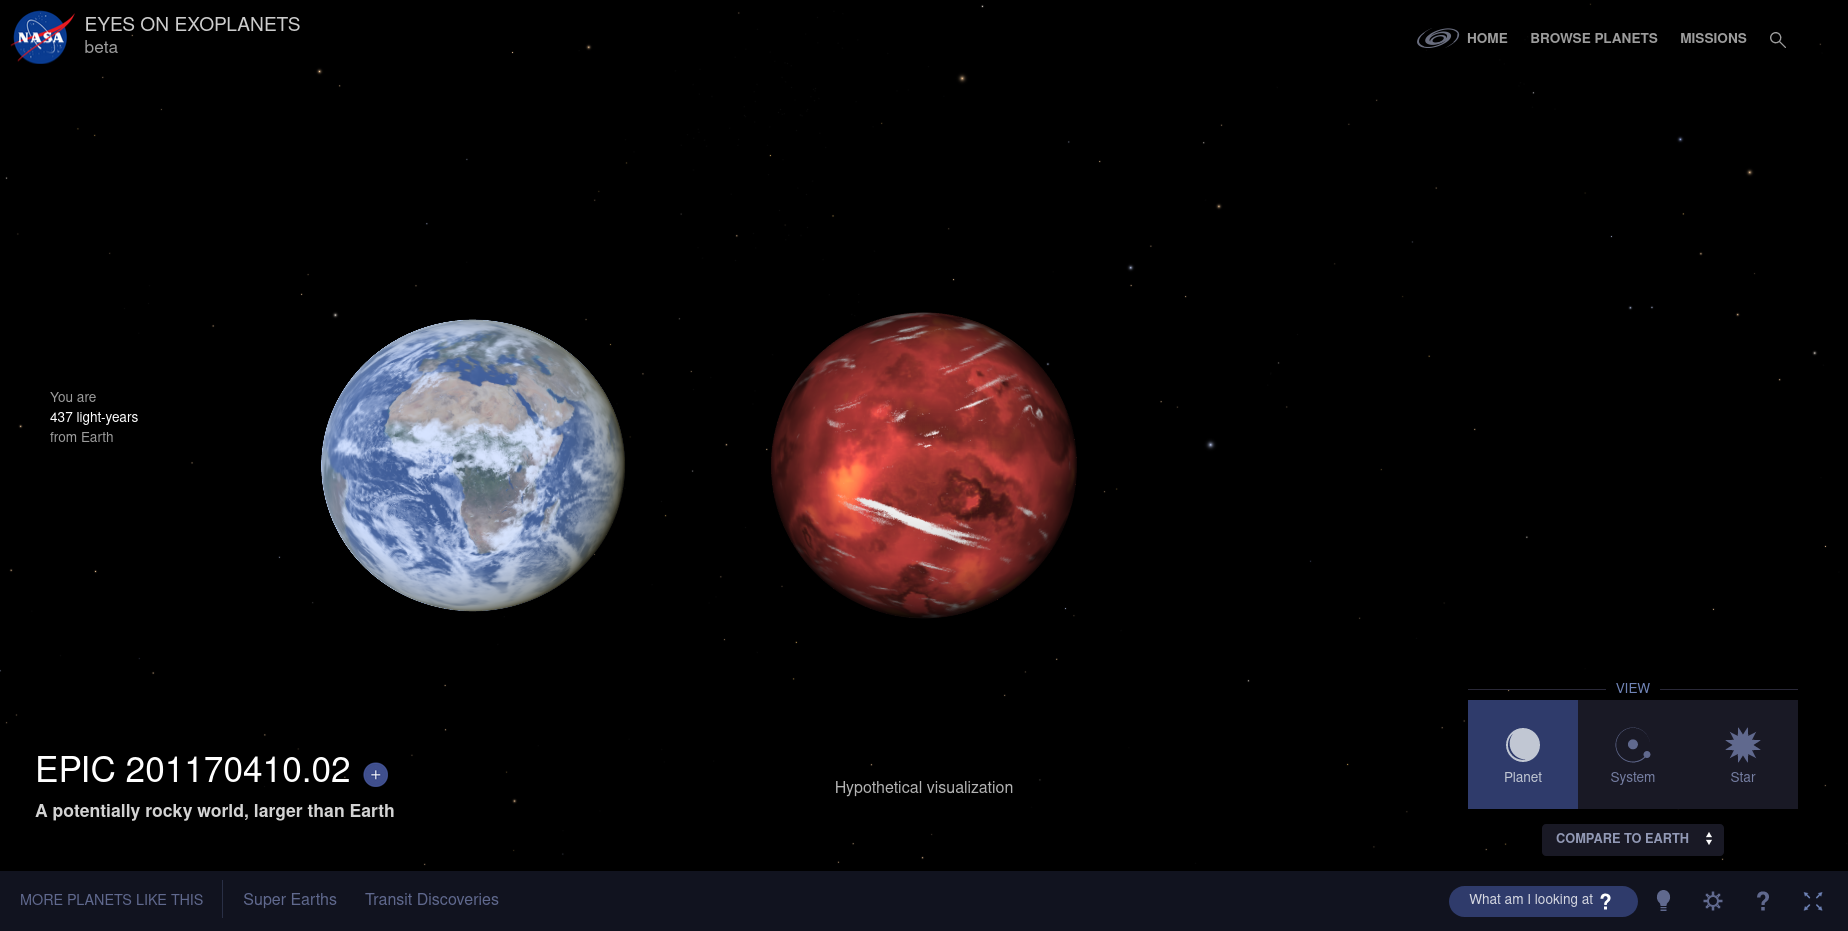 NASA
EYES ON EXOPLANETS
beta
HOME
BROWSE PLANETS
MISSIONS
You are
437 light-years
from Earth
VIEW
Planet
System
Star
EPIC 201170410.02 +
A potentially rocky world, larger than Earth
Hypothetical visualization
COMPARE TO EARTH
MORE PLANETS LIKE THIS
Super Earths
Transit Discoveries
What am I looking at ?
?